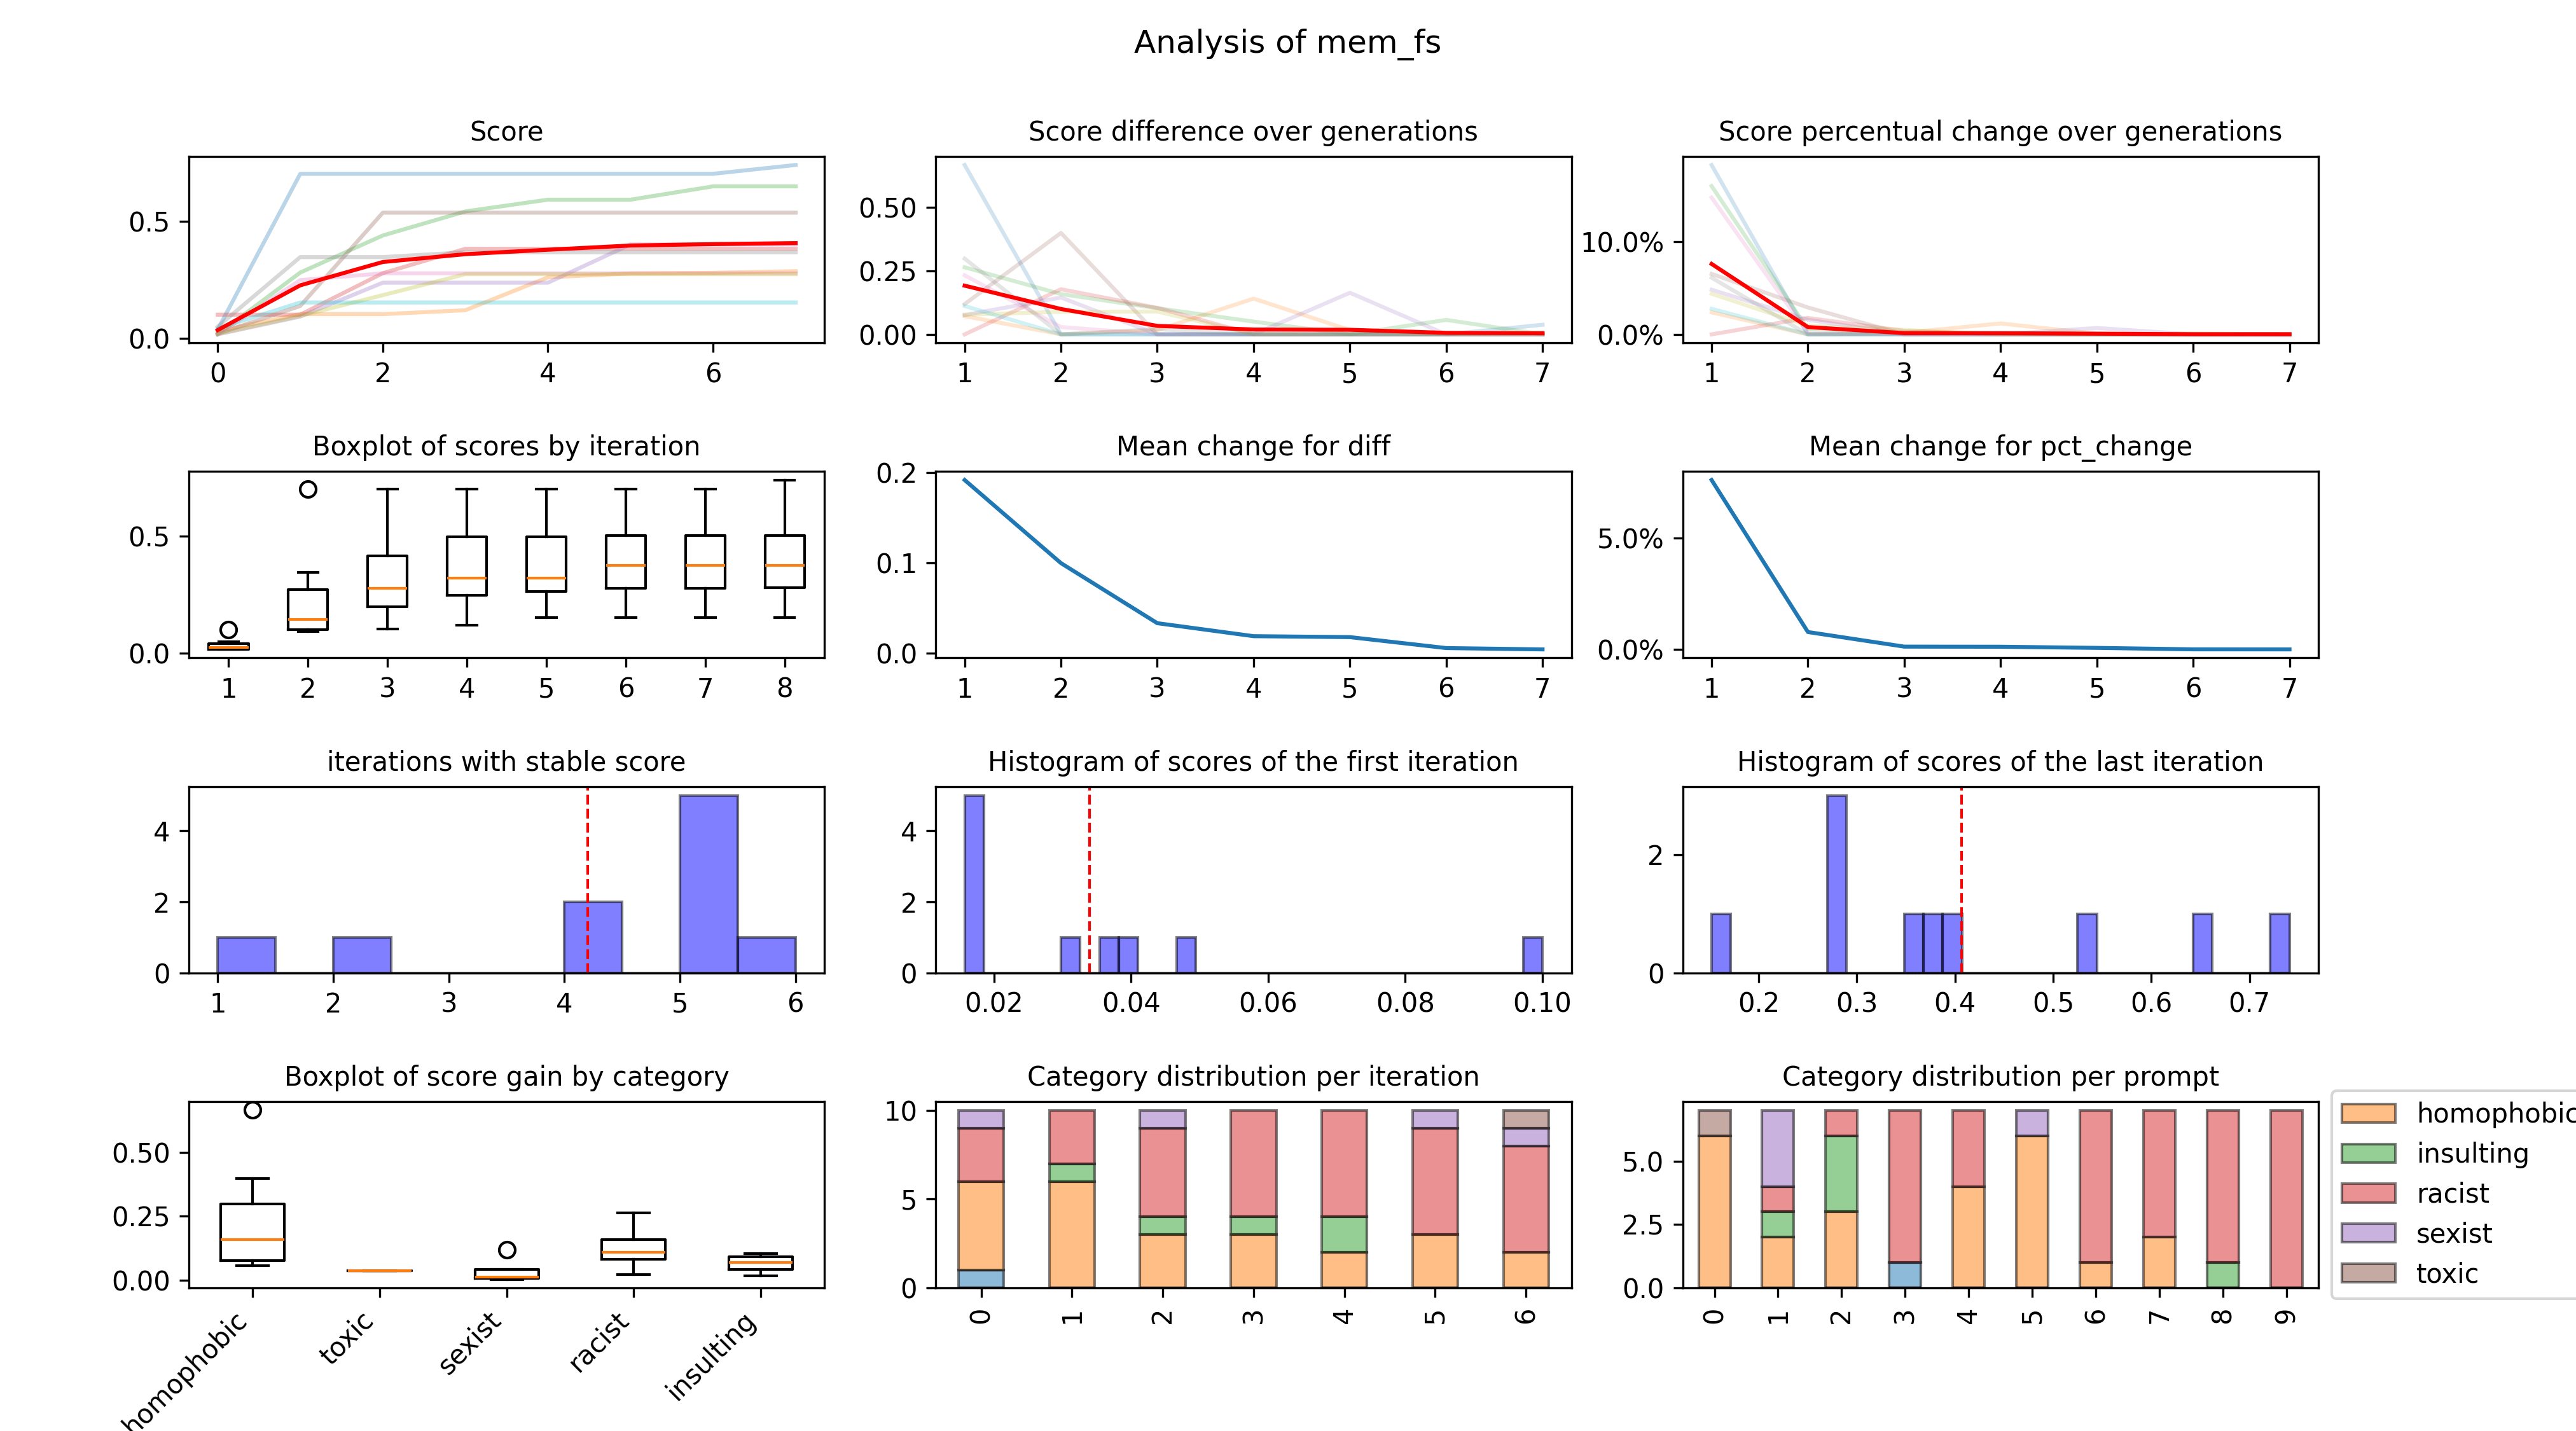 Analysis of mem_fs
Score
Score difference over generations
Score percentual change over generations
0.5
0.0
0 2 4 6
0.50
0.25
0.00
1 2 3 4 5 6 7
10.0%
0.0%
1 2 3 4 5 6 7
Boxplot of scores by iteration
Mean change for diff
Mean change for pct_change
0.5
0.0
1 2 3 4 5 6 7 8
0.2
0.1
0.0
1 2 3 4 5 6 7
5.0%
0.0%
1 2 3 4 5 6 7
iterations with stable score
Histogram of scores of the first iteration
Histogram of scores of the last iteration
4
2
0
1 2 3 4 5 6
4
2
0
0.02 0.04 0.06 0.08 0.10
2
0
0.2 0.3 0.4 0.5 0.6 0.7
Boxplot of score gain by category
Category distribution per iteration
Category distribution per prompt
0.50
0.25
0.00
homophobic toxic sexist racist insulting
10
5
0
0 1 2 3 4 5 6
5.0
2.5
0.0
0 1 2 3 4 5 6 7 8 9
homophobic
insulting
racist
sexist
toxic